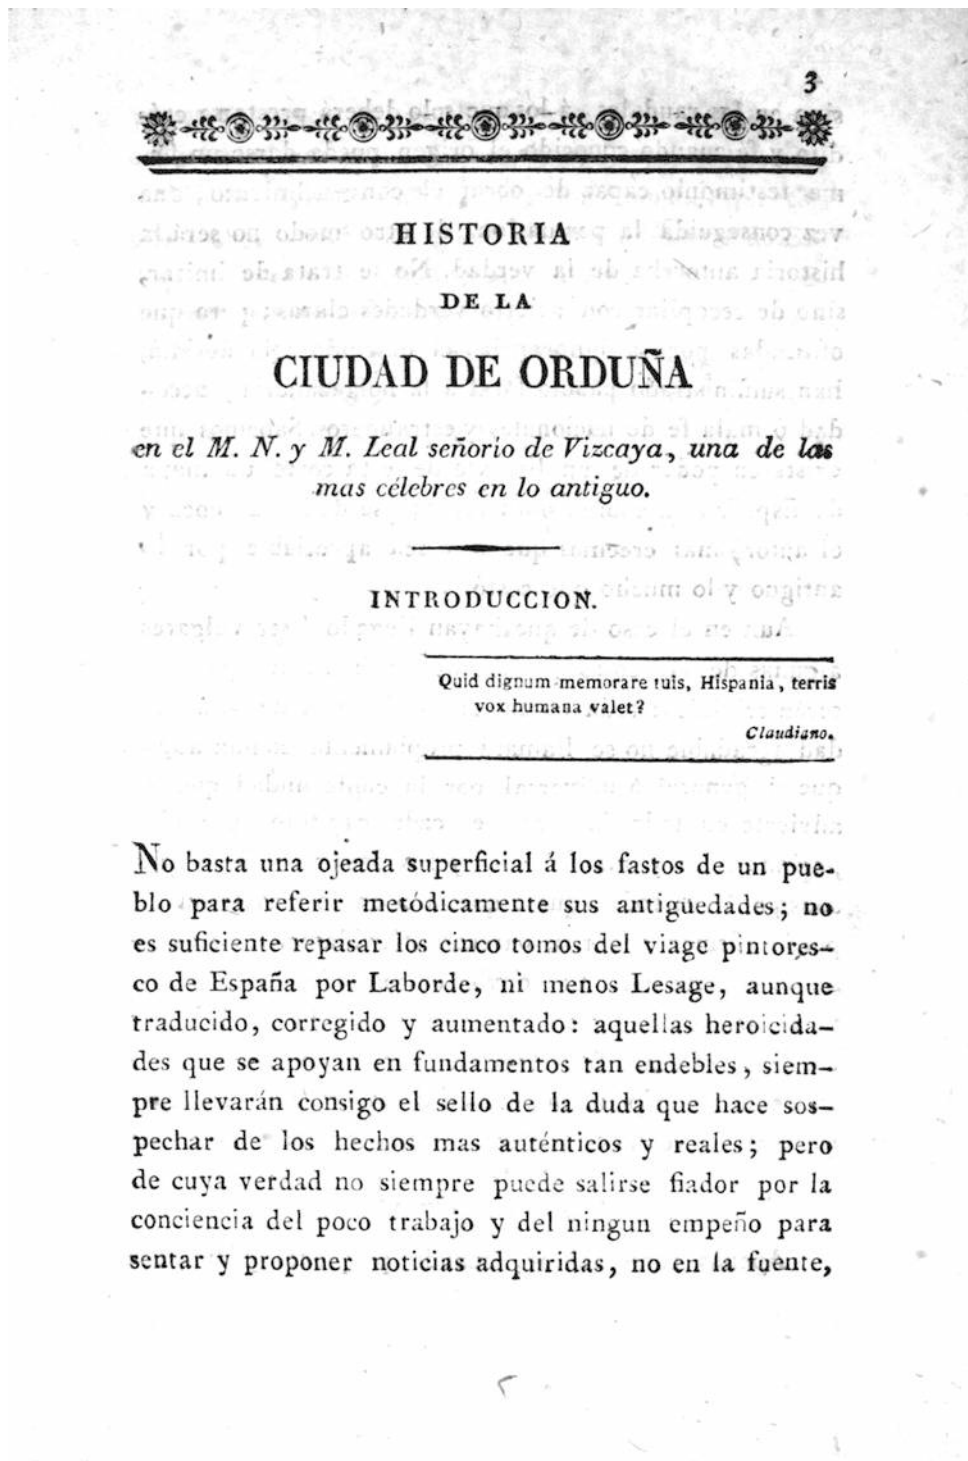 3
HISTORIA
DE LA
CIUDAD DE ORDUÑA
en el M. N. y M. Leal señorio de Vizcaya, una de las
mas célebres en lo antiguo.
INTRODUCCION.
Quid dignum memorare tuis, Hispania, terris
vox humana valet?
Claudiano.
No basta una ojeada superficial á los fastos de un pue-
blo para referir metódicamente sus antigüedades; no
es suficiente repasar los cinco tomos del viage pintores-
co de España por Laborde, ni menos Lesage, aunque
traducido, corregido y aumentado: aquellas heroicida-
des que se apoyan en fundamentos tan endebles, siem-
pre llevarán consigo el sello de la duda que hace sos-
pechar de los hechos mas auténticos y reales; pero
de cuya verdad no siempre puede salirse fiador por la
conciencia del poco trabajo y del ningun empeño para
sentar y proponer noticias adquiridas, no en la fuente,